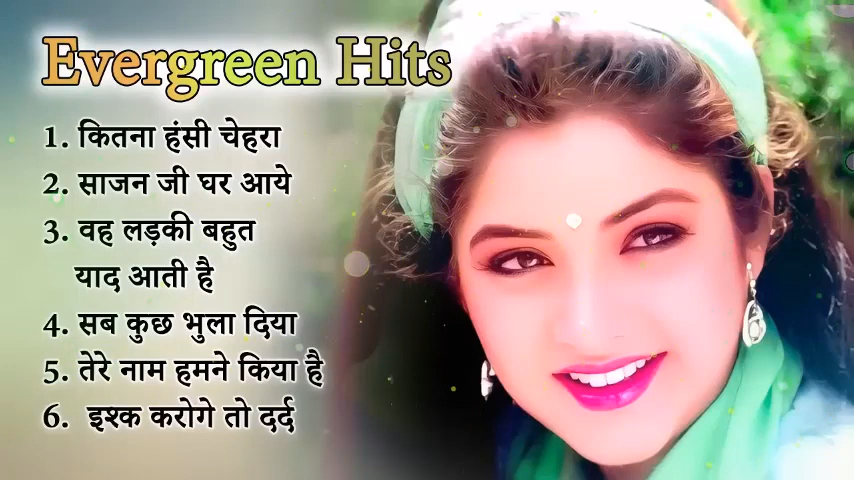 Evergreen Hits
1. कितना हंसी चेहरा
2. साजन जी घर आये
3. वह लड़की बहुत
याद आती है
4. सब कुछ भुला दिया
5. तेरे नाम हमने किया है
6. इश्क करोगे तो दर्द